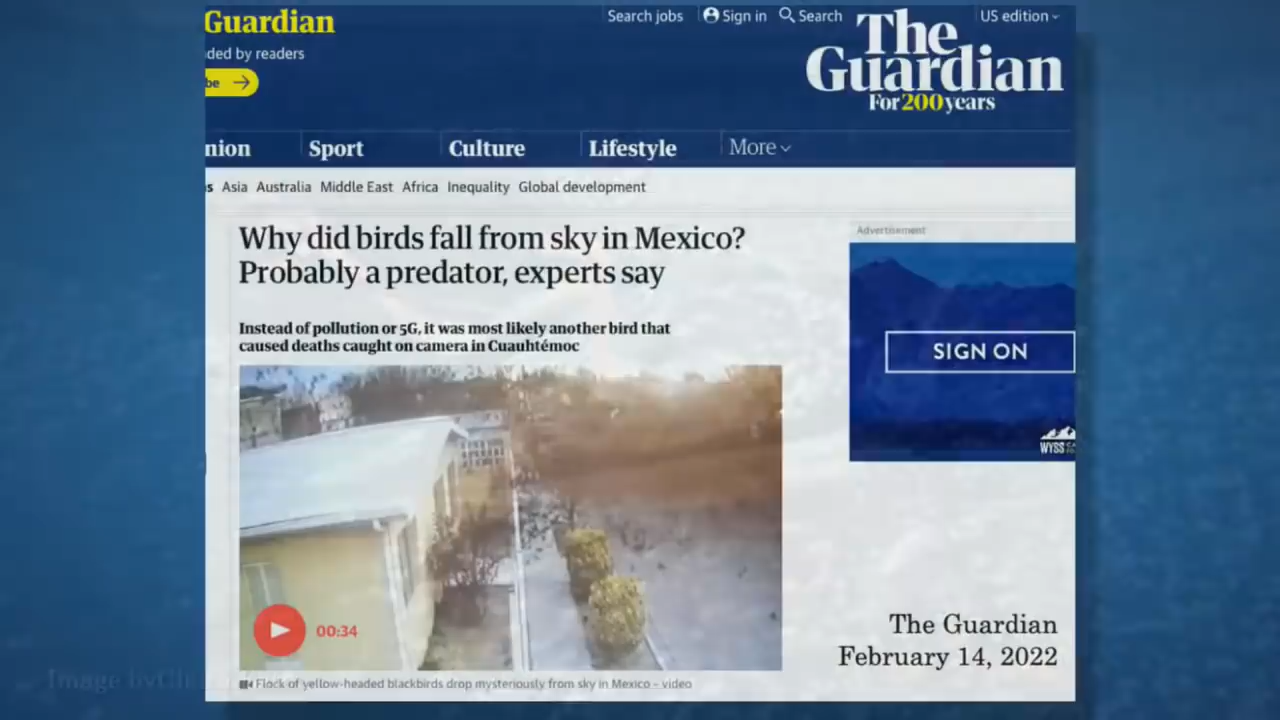 Guardian
ded by readers
be
Search jobs
Sign in
Search
US edition
The
Guardian
For 200 years
nion
Sport
Culture
Lifestyle
More
s
Asia
Australia
Middle East
Africa
Inequality
Global development
Why did birds fall from sky in Mexico?
Probably a predator, experts say
Instead of pollution or 5G, it was most likely another bird that
caused deaths caught on camera in Cuauhtémoc
Advertisement
SIGN ON
WYSS
00:34
Flock of yellow-headed blackbirds drop mysteriously from sky in Mexico – video
The Guardian
February 14, 2022
Image by